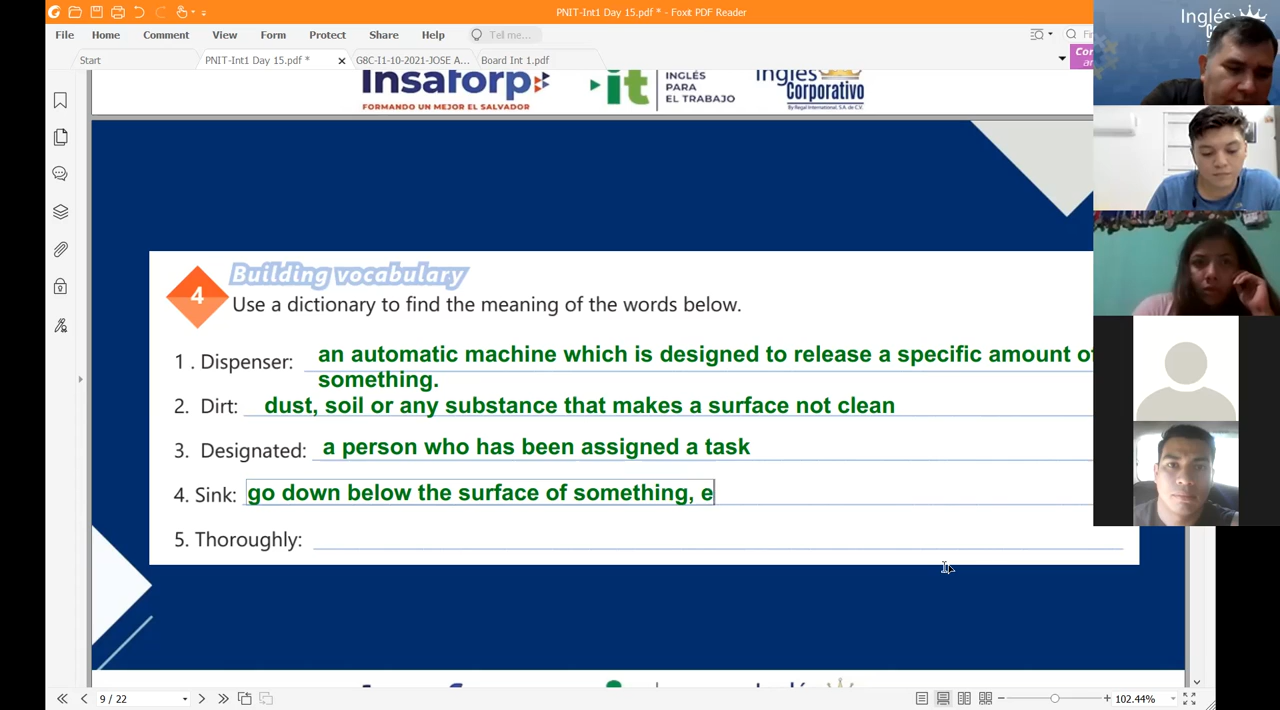 PNIT-Int1 Day 15.pdf * - Foxit PDF Reader
File Home Comment View Form Protect Share Help Tell me... Fi
Start PNIT-Int1 Day 15.pdf * G8C-I1-10-2021-JOSE A... Board Int 1.pdf
Insaforp
FORMANDO UN MEJOR EL SALVADOR
it
INGLÉS
PARA
EL TRABAJO
Inglés
Corporativo
By Regal International, S.A. de C.V.
Inglés
4
Building vocabulary
Use a dictionary to find the meaning of the words below.
1 . Dispenser: an automatic machine which is designed to release a specific amount of
something.
2. Dirt: dust, soil or any substance that makes a surface not clean
3. Designated: a person who has been assigned a task
4. Sink: go down below the surface of something, e
5. Thoroughly:
9 / 22
102.44%